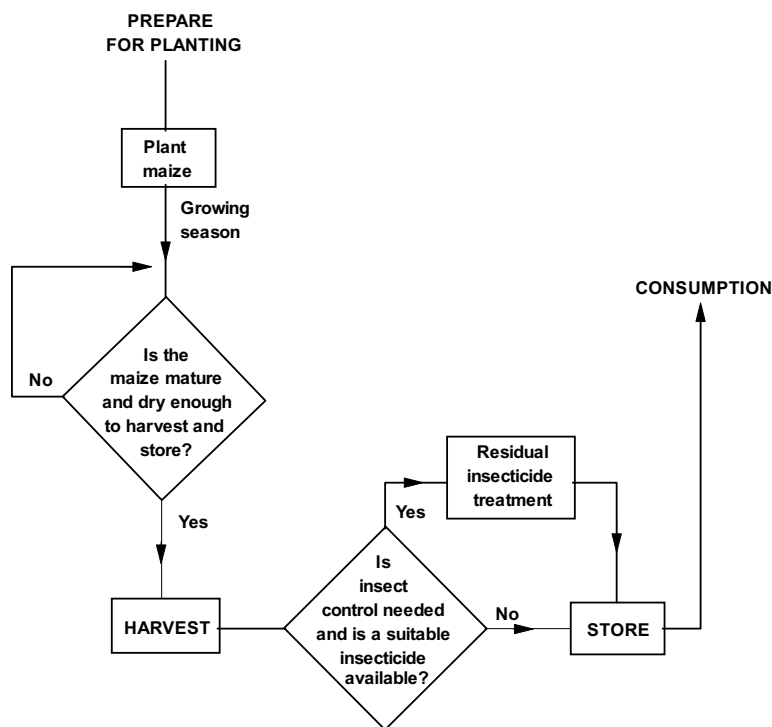 PREPARE
FOR PLANTING
Plant
maize
Growing
season
Is the
maize mature
and dry enough
to harvest and
store?
No
Yes
HARVEST
Is
insect
control needed
and is a suitable
insecticide
available?
Yes
Residual
insecticide
treatment
No
STORE
CONSUMPTION